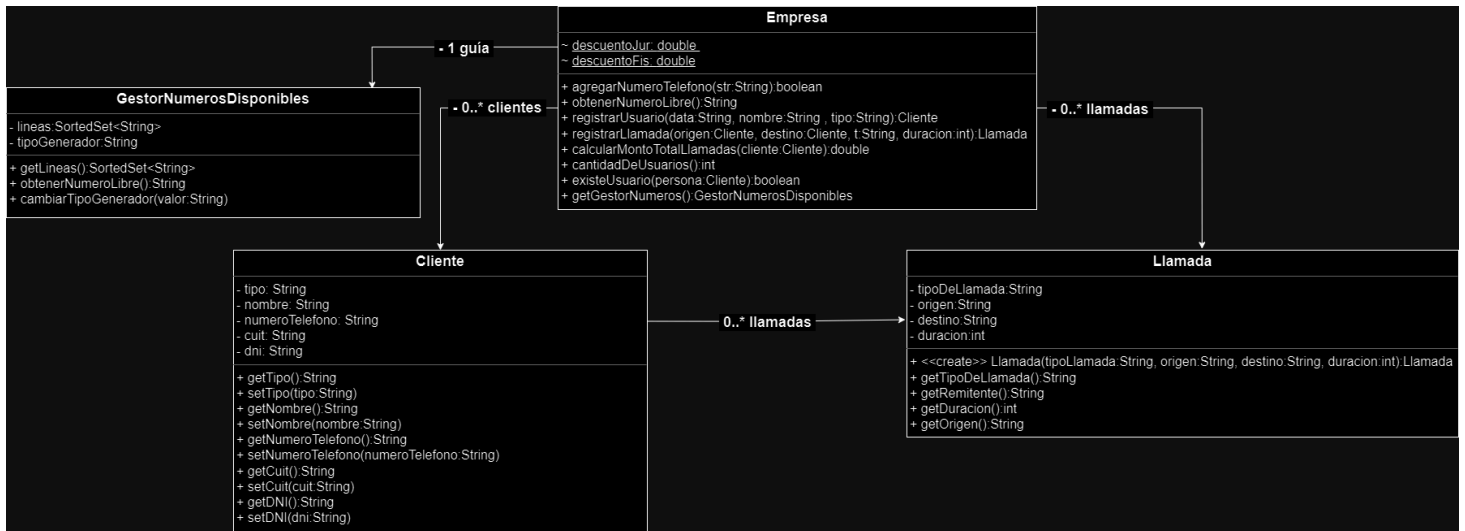 Empresa
~ descuentoJur: double
~ descuentoFis: double
+ agregarNumeroTelefono(str:String):boolean
+ obtenerNumeroLibre():String
+ registrarUsuario(data:String, nombre:String , tipo:String):Cliente
+ registrarLlamada(origen:Cliente, destino:Cliente, t:String, duracion:int):Llamada
+ calcularMontoTotalLlamadas(cliente:Cliente):double
+ cantidadDeUsuarios():int
+ existeUsuario(persona:Cliente):boolean
+ getGestorNumeros():GestorNumerosDisponibles
- 1 guía
- 0..* clientes
- 0..* llamadas
GestorNumerosDisponibles
- lineas:SortedSet<String>
- tipoGenerador:String
+ getLineas():SortedSet<String>
+ obtenerNumeroLibre():String
+ cambiarTipoGenerador(valor:String)
Cliente
- tipo: String
- nombre: String
- numeroTelefono: String
- cuit: String
- dni: String
+ getTipo():String
+ setTipo(tipo:String)
+ getNombre():String
+ setNombre(nombre:String)
+ getNumeroTelefono():String
+ setNumeroTelefono(numeroTelefono:String)
+ getCuit():String
+ setCuit(cuit:String)
+ getDNI():String
+ setDNI(dni:String)
0..* llamadas
Llamada
- tipoDeLlamada:String
- origen:String
- destino:String
- duracion:int
+ <<create>> Llamada(tipoLlamada:String, origen:String, destino:String, duracion:int):Llamada
+ getTipoDeLlamada():String
+ getRemitente():String
+ getDuracion():int
+ getOrigen():String